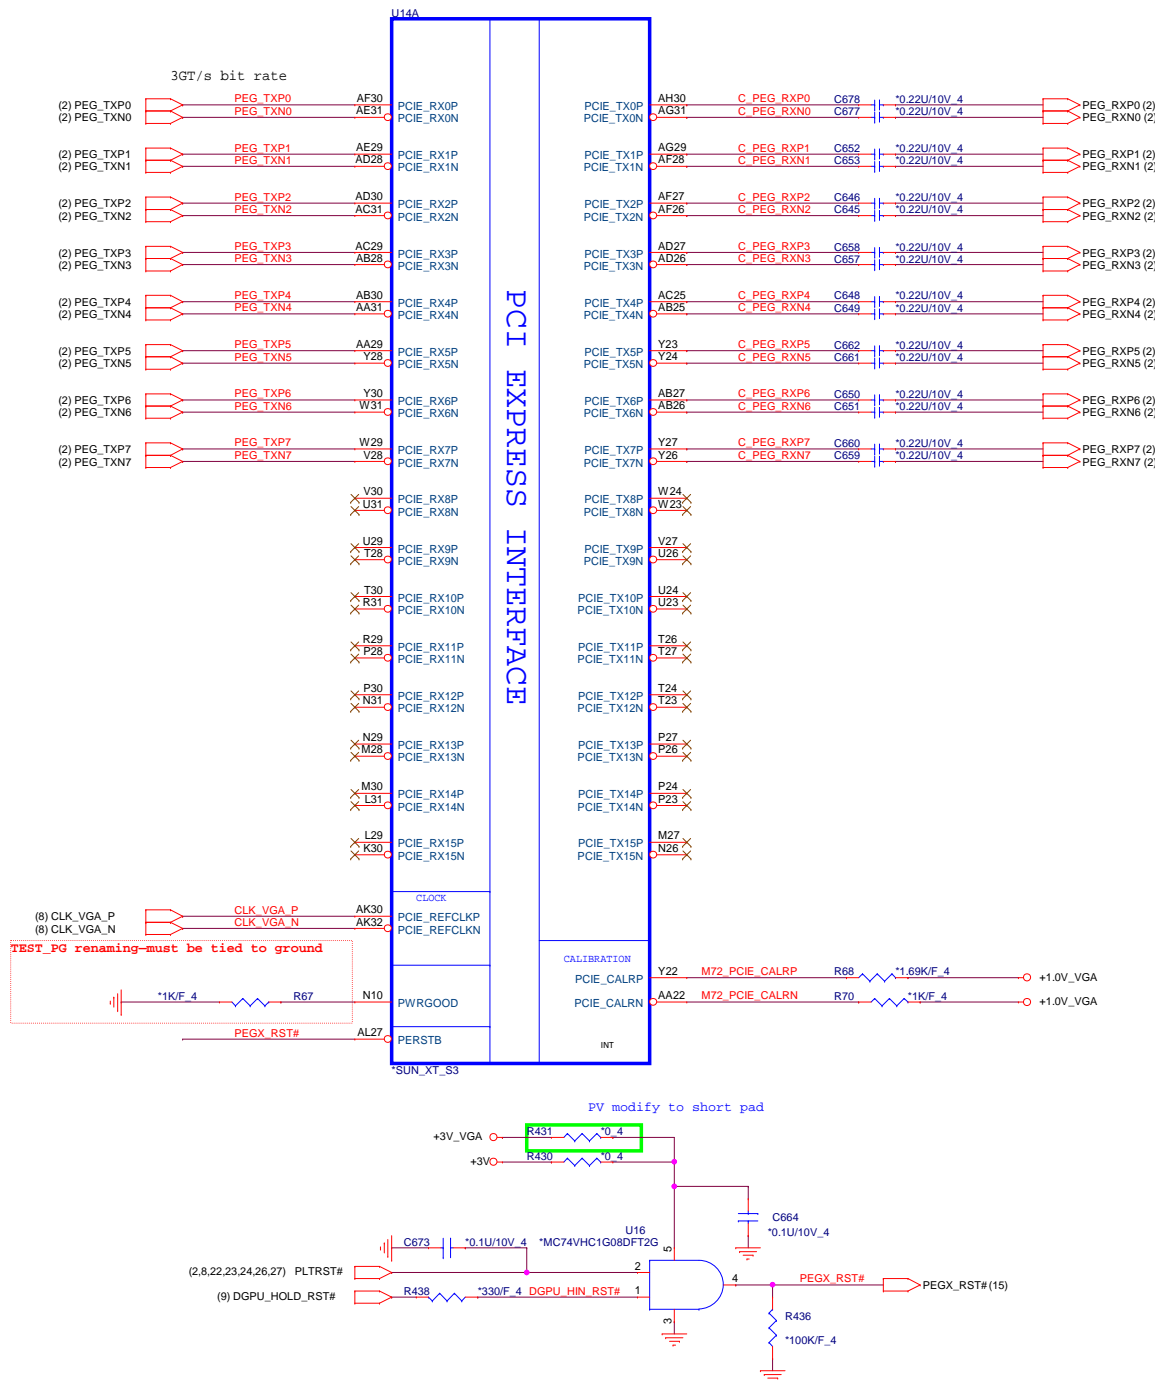 U14A
3GT/s bit rate
(2) PEG_TXP0 PEG_TXP0 AF30 PCIE_RX0P PCIE_TX0P AH30 C_PEG_RXP0 C678 *0.22U/10V_4 PEG_RXP0 (2)
(2) PEG_TXN0 PEG_TXN0 AE31 PCIE_RX0N PCIE_TX0N AG31 C_PEG_RXN0 C677 *0.22U/10V_4 PEG_RXN0 (2)
(2) PEG_TXP1 PEG_TXP1 AE29 PCIE_RX1P PCIE_TX1P AG29 C_PEG_RXP1 C652 *0.22U/10V_4 PEG_RXP1 (2)
(2) PEG_TXN1 PEG_TXN1 AD28 PCIE_RX1N PCIE_TX1N AF28 C_PEG_RXN1 C653 *0.22U/10V_4 PEG_RXN1 (2)
(2) PEG_TXP2 PEG_TXP2 AD30 PCIE_RX2P PCIE_TX2P AF27 C_PEG_RXP2 C646 *0.22U/10V_4 PEG_RXP2 (2)
(2) PEG_TXN2 PEG_TXN2 AC31 PCIE_RX2N PCIE_TX2N AF26 C_PEG_RXN2 C645 *0.22U/10V_4 PEG_RXN2 (2)
(2) PEG_TXP3 PEG_TXP3 AC29 PCIE_RX3P PCIE_TX3P AD27 C_PEG_RXP3 C658 *0.22U/10V_4 PEG_RXP3 (2)
(2) PEG_TXN3 PEG_TXN3 AB28 PCIE_RX3N PCIE_TX3N AD26 C_PEG_RXN3 C657 *0.22U/10V_4 PEG_RXN3 (2)
(2) PEG_TXP4 PEG_TXP4 AB30 PCIE_RX4P PCIE_TX4P AC25 C_PEG_RXP4 C648 *0.22U/10V_4 PEG_RXP4 (2)
(2) PEG_TXN4 PEG_TXN4 AA31 PCIE_RX4N PCIE_TX4N AB25 C_PEG_RXN4 C649 *0.22U/10V_4 PEG_RXN4 (2)
(2) PEG_TXP5 PEG_TXP5 AA29 PCIE_RX5P PCIE_TX5P Y23 C_PEG_RXP5 C662 *0.22U/10V_4 PEG_RXP5 (2)
(2) PEG_TXN5 PEG_TXN5 Y28 PCIE_RX5N PCIE_TX5N Y24 C_PEG_RXN5 C661 *0.22U/10V_4 PEG_RXN5 (2)
(2) PEG_TXP6 PEG_TXP6 Y30 PCIE_RX6P PCIE_TX6P AB27 C_PEG_RXP6 C650 *0.22U/10V_4 PEG_RXP6 (2)
(2) PEG_TXN6 PEG_TXN6 W31 PCIE_RX6N PCIE_TX6N AB26 C_PEG_RXN6 C651 *0.22U/10V_4 PEG_RXN6 (2)
(2) PEG_TXP7 PEG_TXP7 W29 PCIE_RX7P PCIE_TX7P Y27 C_PEG_RXP7 C660 *0.22U/10V_4 PEG_RXP7 (2)
(2) PEG_TXN7 PEG_TXN7 V28 PCIE_RX7N PCIE_TX7N Y26 C_PEG_RXN7 C659 *0.22U/10V_4 PEG_RXN7 (2)
PCI EXPRESS INTERFACE
V30 PCIE_RX8P PCIE_TX8P W24
U31 PCIE_RX8N PCIE_TX8N W23
U29 PCIE_RX9P PCIE_TX9P V27
T28 PCIE_RX9N PCIE_TX9N U26
T30 PCIE_RX10P PCIE_TX10P U24
R31 PCIE_RX10N PCIE_TX10N U23
R29 PCIE_RX11P PCIE_TX11P T26
P28 PCIE_RX11N PCIE_TX11N T27
P30 PCIE_RX12P PCIE_TX12P T24
N31 PCIE_RX12N PCIE_TX12N T23
N29 PCIE_RX13P PCIE_TX13P P27
M28 PCIE_RX13N PCIE_TX13N P26
M30 PCIE_RX14P PCIE_TX14P P24
L31 PCIE_RX14N PCIE_TX14N P23
L29 PCIE_RX15P PCIE_TX15P M27
K30 PCIE_RX15N PCIE_TX15N N26
CLOCK
(8) CLK_VGA_P CLK_VGA_P AK30 PCIE_REFCLKP
(8) CLK_VGA_N CLK_VGA_N AK32 PCIE_REFCLKN
TEST_PG renaming—must be tied to ground
CALIBRATION
PCIE_CALRP Y22 M72_PCIE_CALRP R68 *1.69K/F_4 +1.0V_VGA
*1K/F_4 R67 N10 PWRGOOD PCIE_CALRN AA22 M72_PCIE_CALRN R70 *1K/F_4 +1.0V_VGA
PEGX_RST# AL27 PERSTB
INT
*SUN_XT_S3
PV modify to short pad
+3V_VGA R431 *0_4
+3V R430 *0_4
C664
*0.1U/10V_4
U16
C673 *0.1U/10V_4 *MC74VHC1G08DFT2G
5
(2,8,22,23,24,26,27) PLTRST# 2
4 PEGX_RST# PEGX_RST# (15)
(9) DGPU_HOLD_RST# R438 *330/F_4 DGPU_HIN_RST# 1
3
R436
*100K/F_4